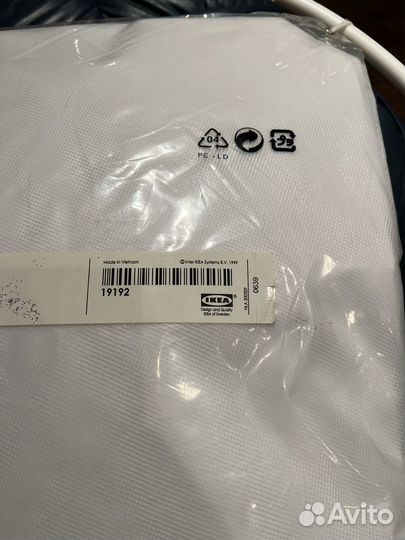 04
PE-LD
Made in Vietnam
© Inter IKEA Systems B.V. 1999
19192
IKEA®
Design and Quality
IKEA of Sweden
0639
Avito